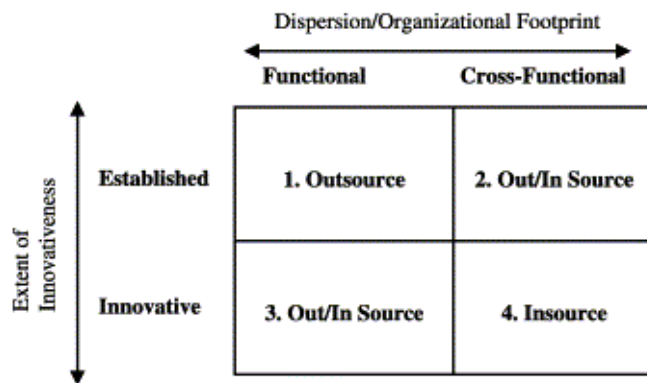 Dispersion/Organizational Footprint
Functional
Cross-Functional
Extent of
Innovativeness
Established
1. Outsource
2. Out/In Source
Innovative
3. Out/In Source
4. Insource